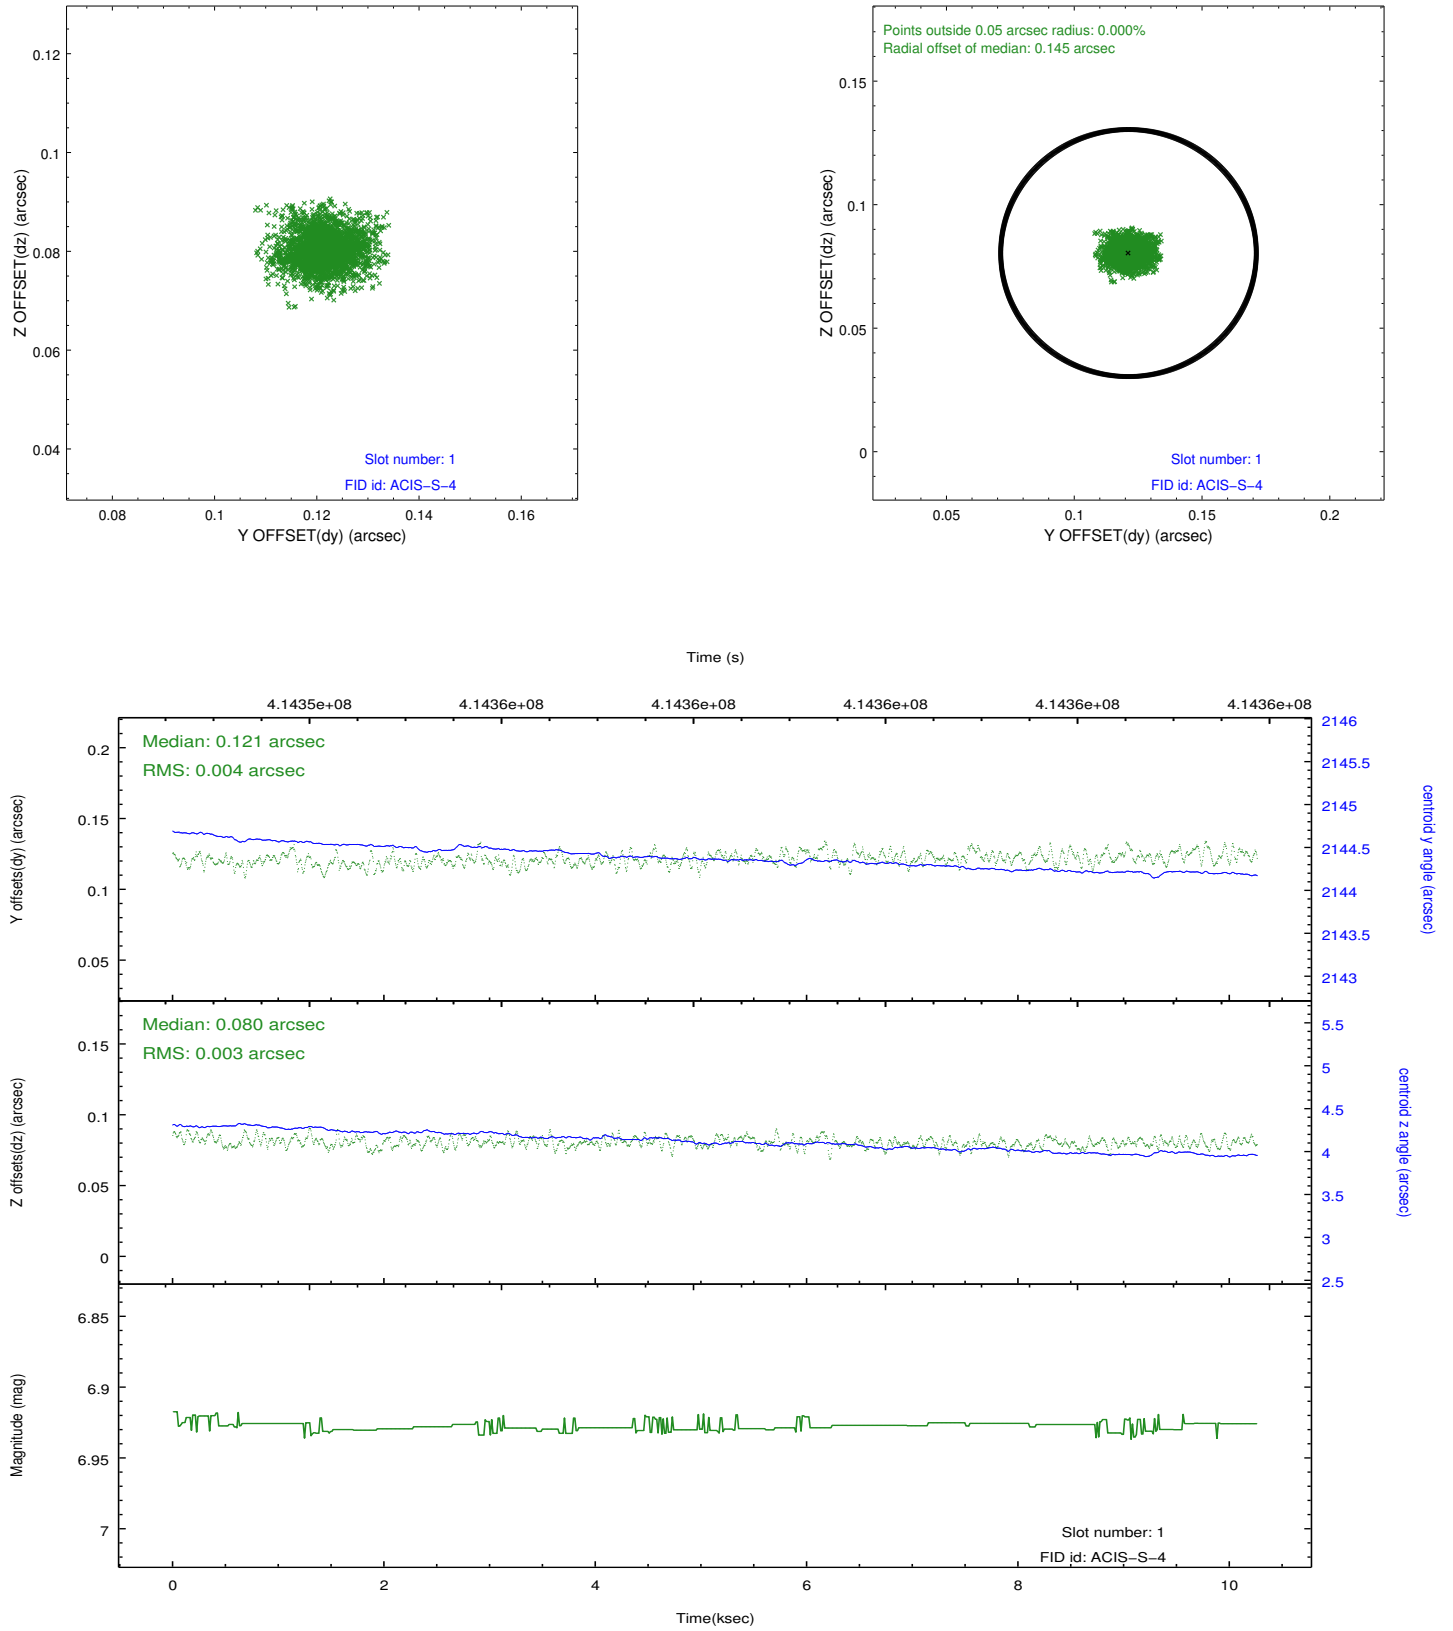 0.12
0.1
0.08
0.06
0.04
Z OFFSET(dz) (arcsec)
Slot number: 1
FID id: ACIS−S−4
0.08 0.1 0.12 0.14 0.16
Y OFFSET(dy) (arcsec)
Points outside 0.05 arcsec radius: 0.000%
Radial offset of median: 0.145 arcsec
0.15
0.1
0.05
0
Z OFFSET(dz) (arcsec)
Slot number: 1
FID id: ACIS−S−4
0.05 0.1 0.15 0.2
Y OFFSET(dy) (arcsec)
Time (s)
4.1435e+08 4.1436e+08 4.1436e+08 4.1436e+08 4.1436e+08 4.1436e+08
Median: 0.121 arcsec
RMS: 0.004 arcsec
0.2
0.15
0.1
0.05
Y offsets(dy) (arcsec)
2146
2145.5
2145
2144.5
2144
2143.5
2143
centroid y angle (arcsec)
Median: 0.080 arcsec
RMS: 0.003 arcsec
0.15
0.1
0.05
0
Z offsets(dz) (arcsec)
5.5
5
4.5
4
3.5
3
2.5
centroid z angle (arcsec)
6.85
6.9
6.95
7
Magnitude (mag)
Slot number: 1
FID id: ACIS−S−4
0 2 4 6 8 10
Time(ksec)